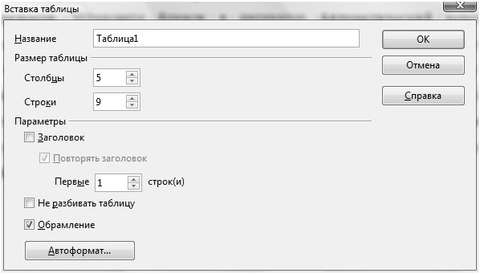 Вставка таблицы
Название Таблица1
OK
Размер таблицы
Отмена
Столбцы 5
Строки 9
Справка
Параметры
Заголовок
Повторять заголовок
Первые 1 строк(и)
Не разбивать таблицу
Обрамление
Автоформат...